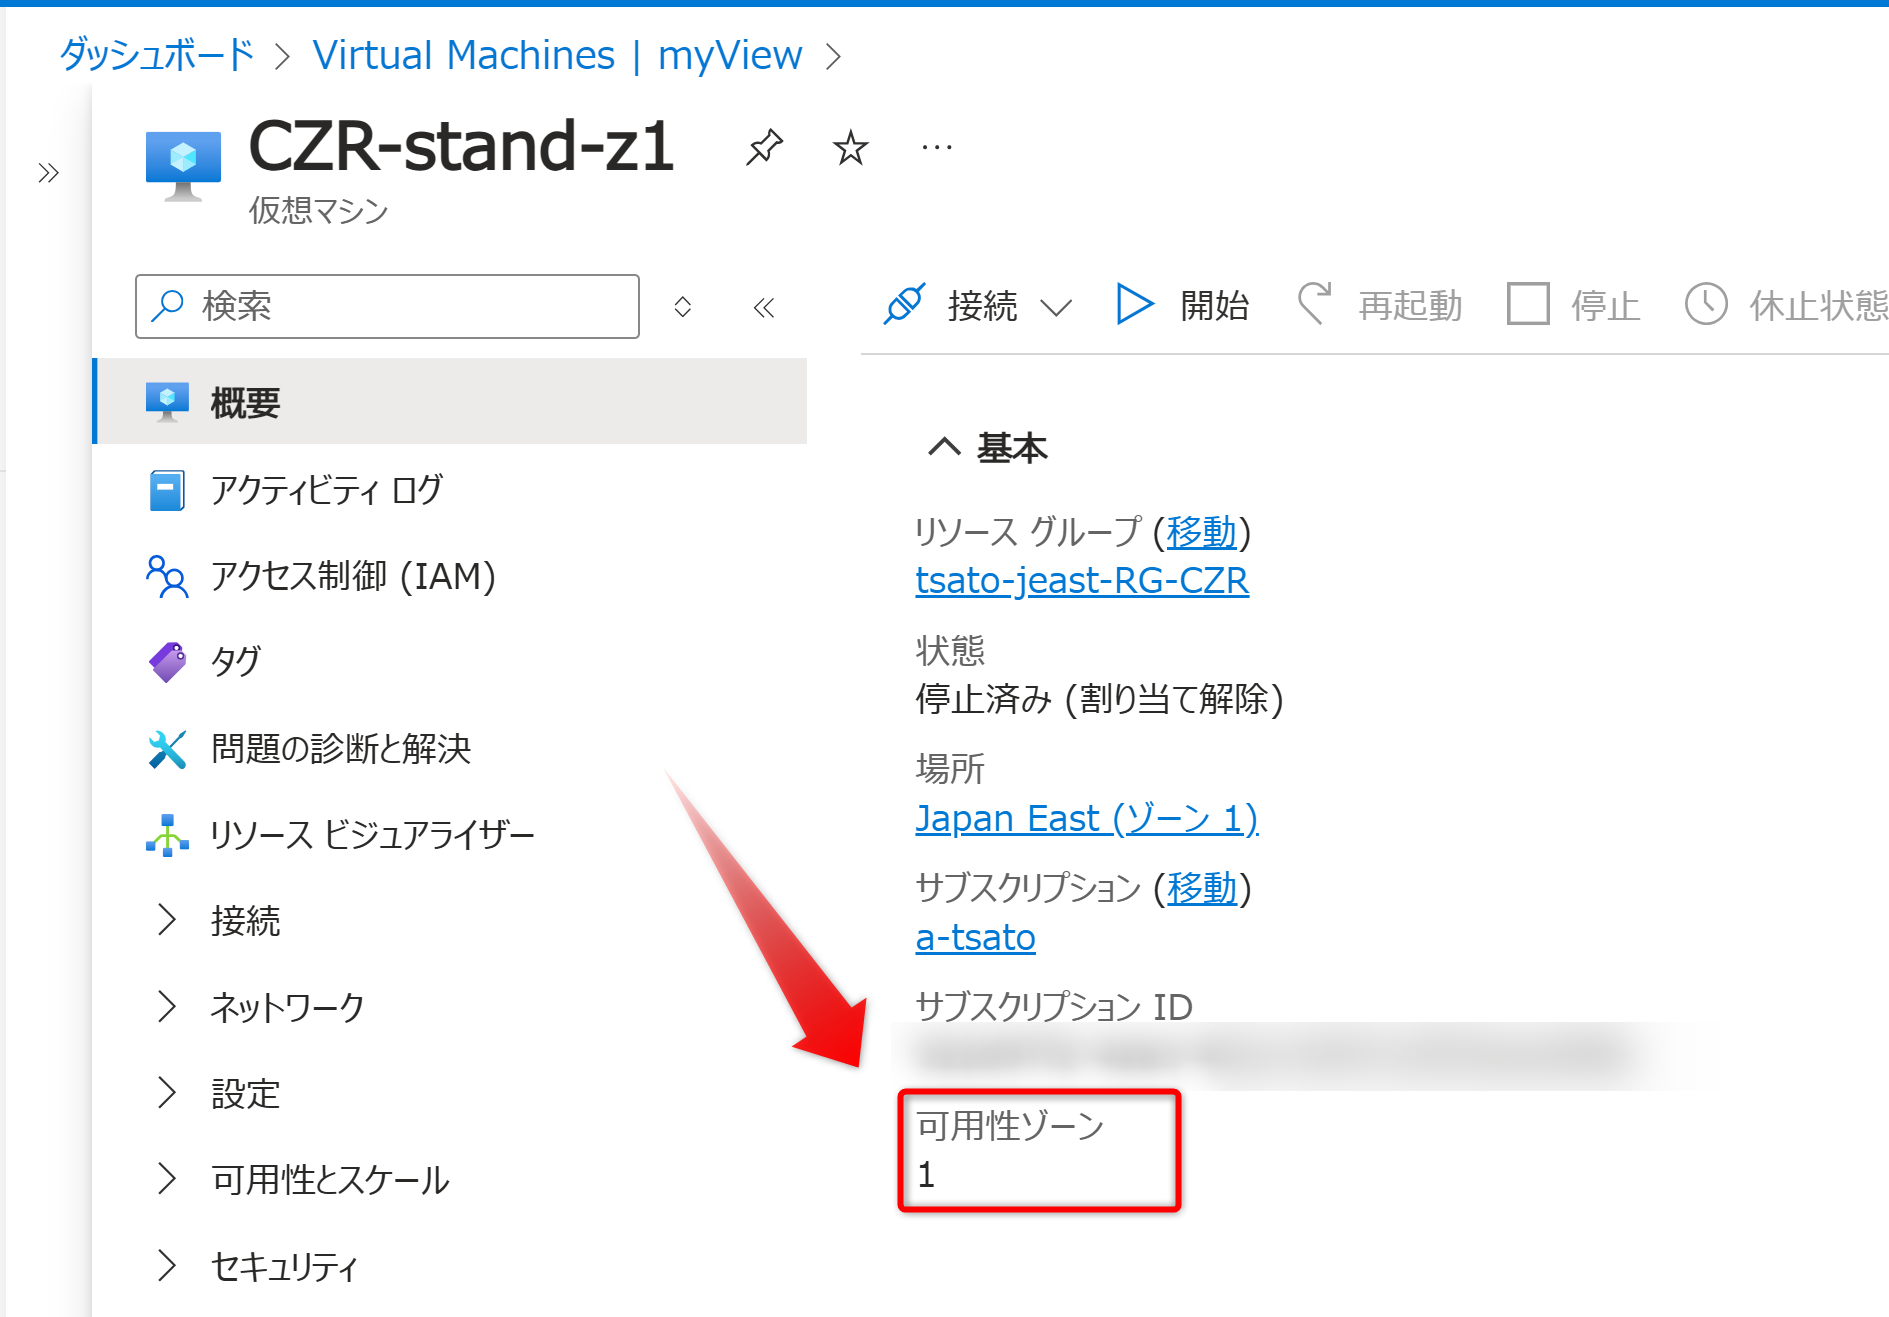 ダッシュボード > Virtual Machines | myView >
CZR-stand-z1
仮想マシン
検索
概要
アクティビティ ログ
アクセス制御 (IAM)
タグ
問題の診断と解決
リソース ビジュアライザー
接続
ネットワーク
設定
可用性とスケール
セキュリティ
接続 開始 再起動 停止 休止状態
基本
リソース グループ (移動)
tsato-jeast-RG-CZR
状態
停止済み (割り当て解除)
場所
Japan East (ゾーン 1)
サブスクリプション (移動)
a-tsato
サブスクリプション ID
可用性ゾーン
1